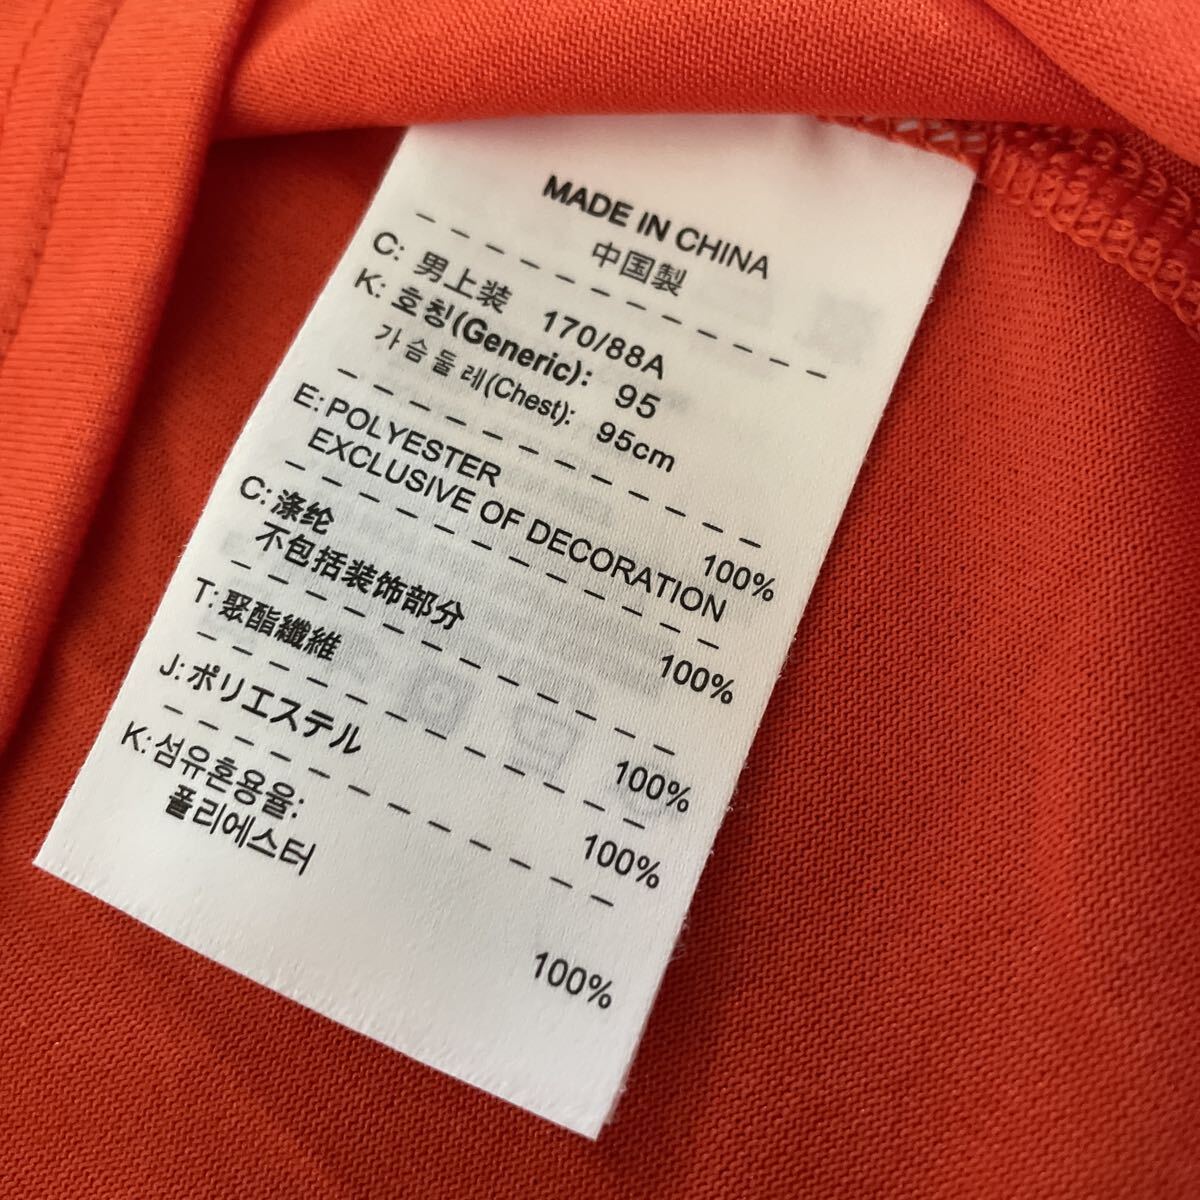 MADE IN CHINA
中国製
C: 男上装 170/88A
K: 호칭(Generic): 95
가슴둘레(Chest): 95cm
E: POLYESTER 100%
EXCLUSIVE OF DECORATION
C: 涤纶 100%
不包括装饰部分
T: 聚酯纖維 100%
J: ポリエステル 100%
K: 섬유혼용율:
폴리에스터 100%